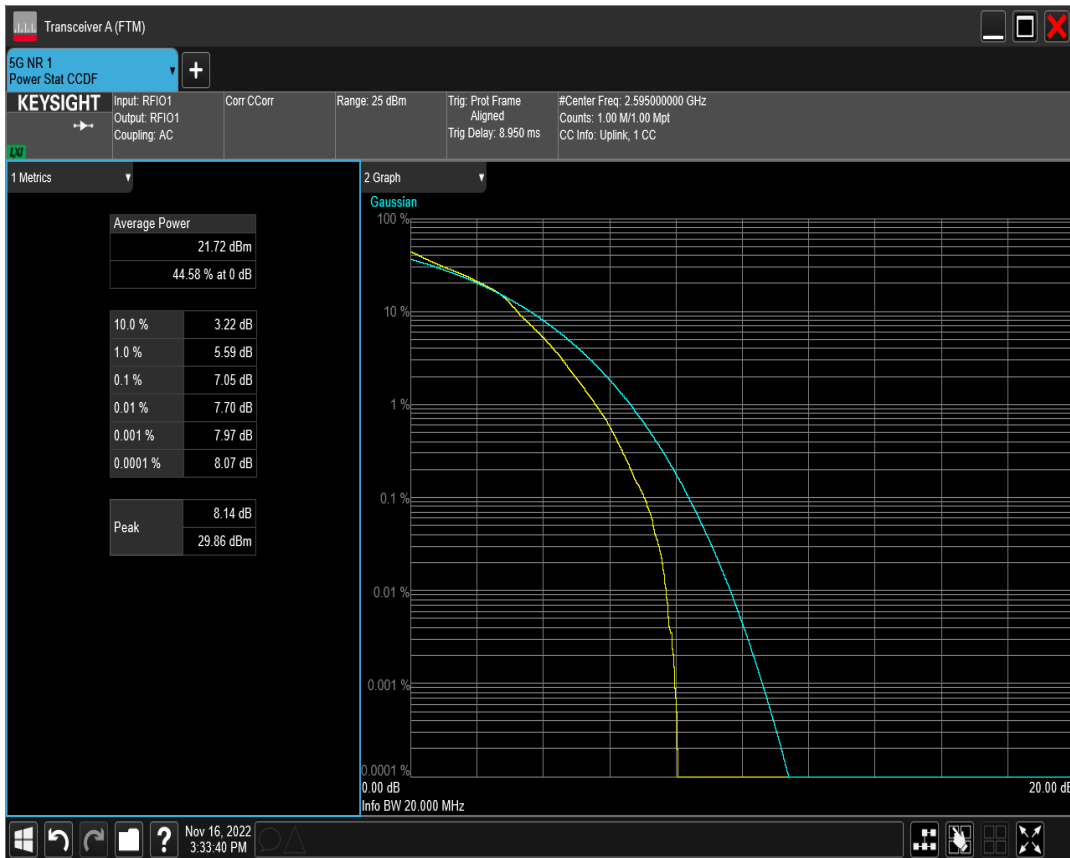 Transceiver A (FTM)
5G NR 1
Power Stat CCDF
+
KEYSIGHT
LXI
Input: RFIO1
Output: RFIO1
Coupling: AC
Corr CCorr
Range: 25 dBm
Trig: Prot Frame
Aligned
Trig Delay: 8.950 ms
#Center Freq: 2.595000000 GHz
Counts: 1.00 M/1.00 Mpt
CC Info: Uplink, 1 CC
1 Metrics
Average Power
21.72 dBm
44.58 % at 0 dB
10.0 % 3.22 dB
1.0 % 5.59 dB
0.1 % 7.05 dB
0.01 % 7.70 dB
0.001 % 7.97 dB
0.0001 % 8.07 dB
Peak
8.14 dB
29.86 dBm
2 Graph
Gaussian
100 %
10 %
1 %
0.1 %
0.01 %
0.001 %
0.0001 %
0.00 dB 20.00 dB
Info BW 20.000 MHz
?
Nov 16, 2022
3:33:40 PM